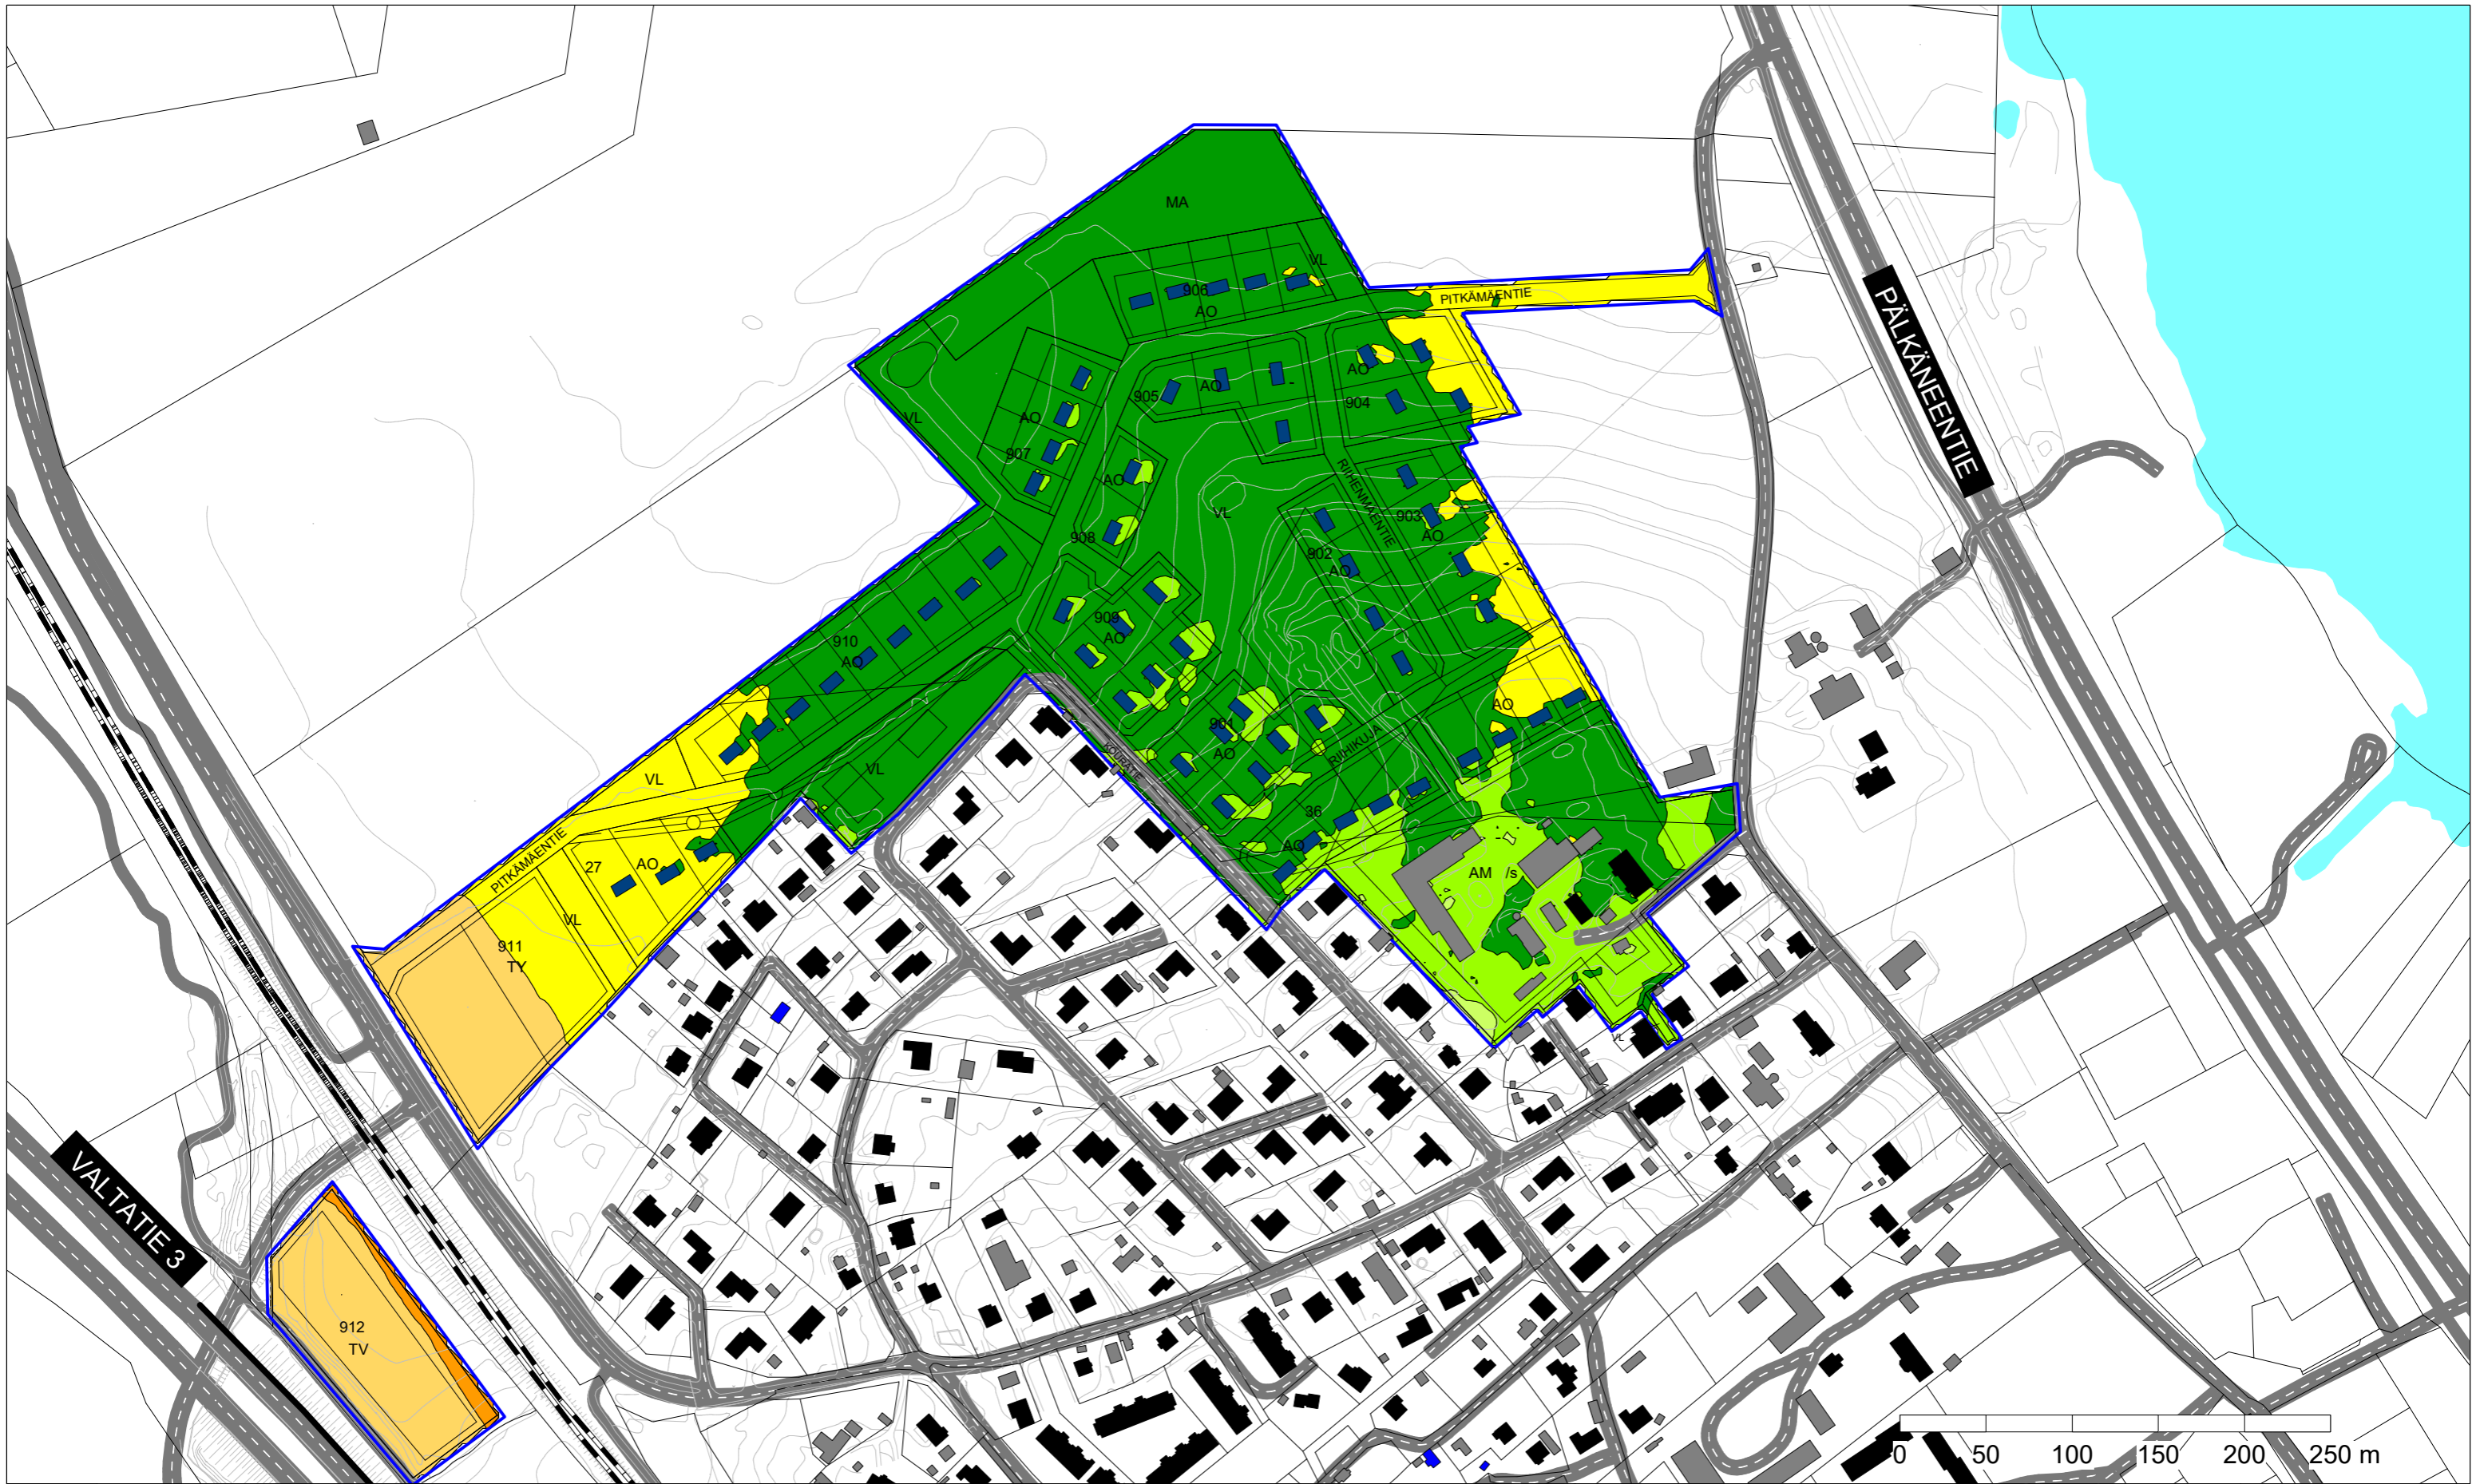 MA
VL
906
AO
PITKÄMÄENTIE
PÄLKÄNEENTIE
AO
905
AO
904
VL
AO
907
RIIHENMÄENTIE
AO
VL
903
AO
908
902
AO
909
AO
910
AO
AO
901
AO
KOURATIE
RIIHIKUJA
VL
VL
36
AO
PITKÄMÄENTIE
27
AO
AM /s
VL
911
TY
VL
VALTATIE 3
912
TV
0 50 100 150 200 250 m